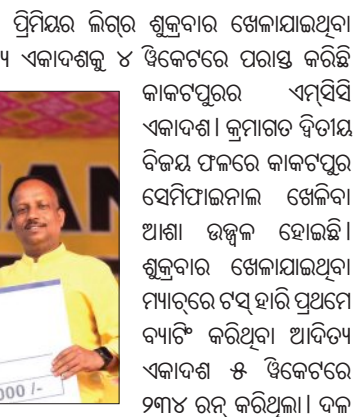 ପ୍ରିମିୟର ଲିଗ୍‌ର ଶୁକ୍ରବାର ଖେଳାଯାଇଥିବା
ଏକାଦଶକୁ ୪ ୱିକେଟରେ ପରାସ୍ତ କରିଛି
କାକଟପୁରର ଏମ୍‌ସିସି
ଏକାଦଶ। କ୍ରମାଗତ ଦ୍ବିତୀୟ
ବିଜୟ ଫଳରେ କାକଟପୁର
ସେମିଫାଇନାଲ ଖେଳିବା
ଆଶା ଉଜ୍ଜ୍ୱଳ ହୋଇଛି।
ଶୁକ୍ରବାର ଖେଳାଯାଇଥିବା
ମ୍ୟାଚ୍‌ରେ ଟସ୍ ହାରି ପ୍ରଥମେ
ବ୍ୟାଟିଂ କରିଥିବା ଆଦିତ୍ୟ
ଏକାଦଶ ୫ ୱିକେଟରେ
୨୩୪ ରନ୍ କରିଥିଲା। ଦଳ
000 /-